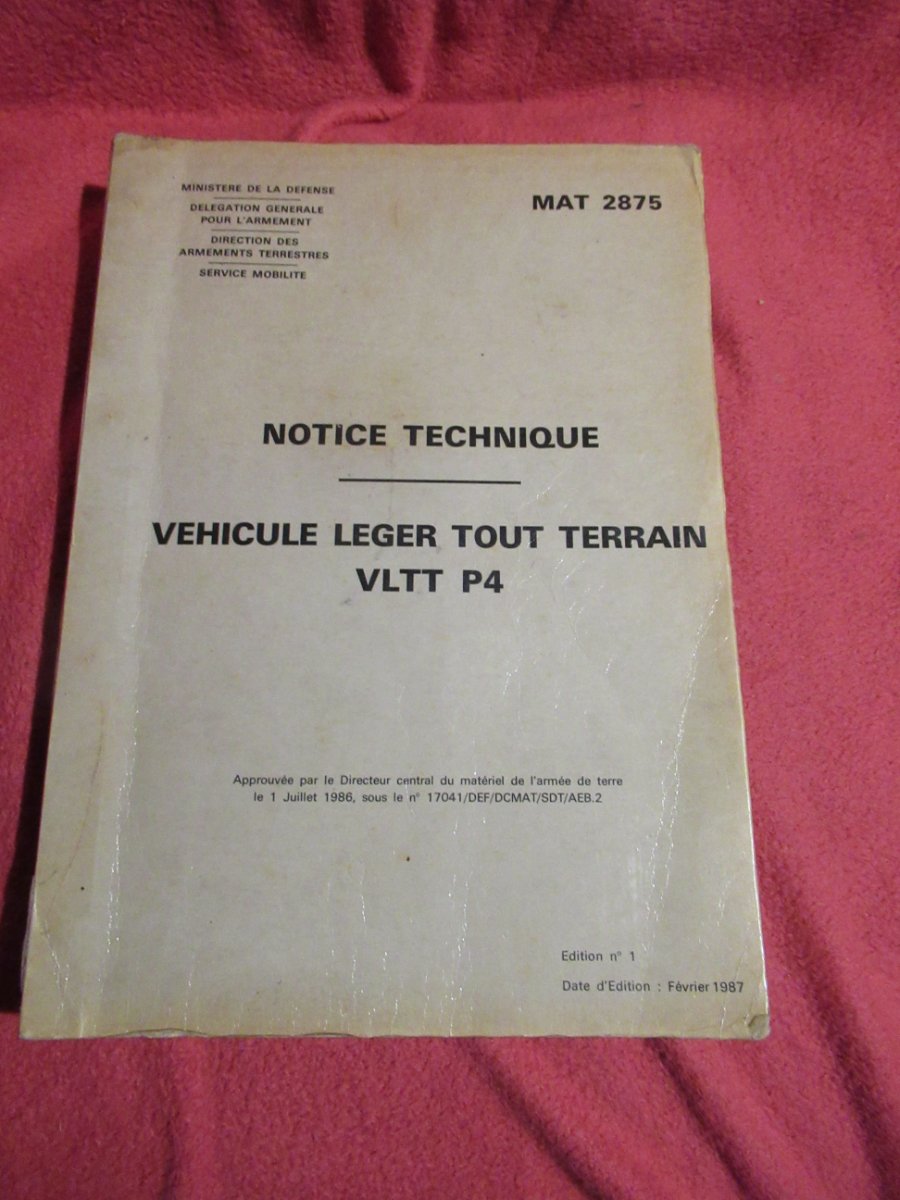 MINISTERE DE LA DEFENSE
DELEGATION GENERALE
POUR L'ARMEMENT
DIRECTION DES
ARMEMENTS TERRESTRES
SERVICE MOBILITE
MAT 2875
NOTICE TECHNIQUE
VEHICULE LEGER TOUT TERRAIN
VLTT P4
Approuvée par le Directeur central du matériel de l'armée de terre
le 1 Juillet 1986, sous le n° 17041/DEF/DCMAT/SDT/AEB.2
Edition n° 1
Date d'Edition : Février 1987